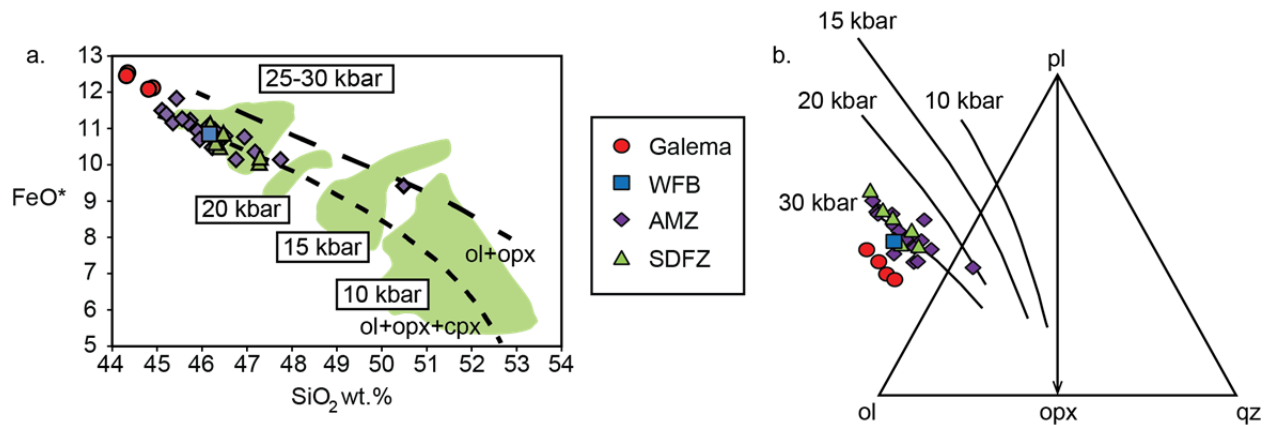 a.
13
12
11
10
9
8
7
6
5
FeO*
25-30 kbar
20 kbar
15 kbar
10 kbar
ol+opx
ol+opx+cpx
44 45 46 47 48 49 50 51 52 53 54
SiO2 wt.%
Galema
WFB
AMZ
SDFZ
b.
15 kbar
20 kbar
10 kbar
30 kbar
pl
ol
opx
qz